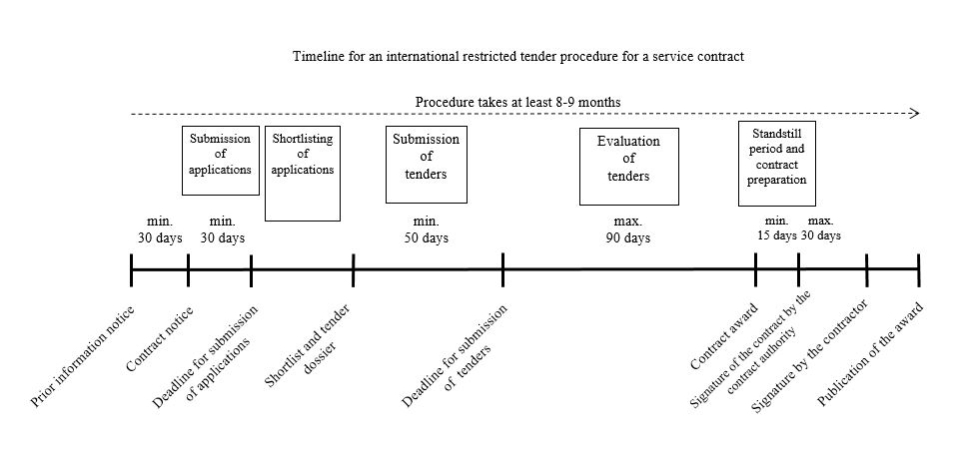 Timeline for an international restricted tender procedure for a service contract
Procedure takes at least 8-9 months
Submission
of
applications
Shortlisting
of
applications
Submission
of
tenders
Evaluation
of
tenders
Standstill
period and
contract
preparation
min.
30 days
min.
30 days
min.
50 days
max.
90 days
min.
15 days
max.
30 days
Prior information notice
Contract notice
Deadline for submission
of applications
Shortlist and tender
dossier
Deadline for submission
of tenders
Contract award
Signature of the contract by the
contract authority
Signature by the contractor
Publication of the award